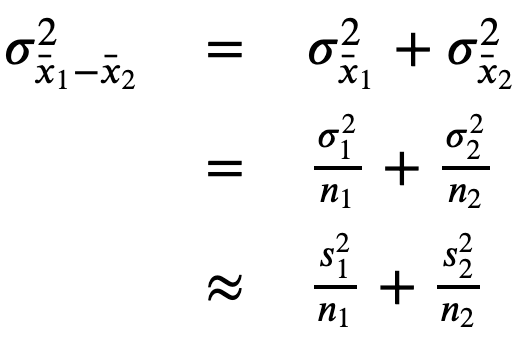 σ²_{x̄₁−x̄₂} = σ²_{x̄₁} + σ²_{x̄₂}
= σ₁²/n₁ + σ₂²/n₂
≈ s₁²/n₁ + s₂²/n₂